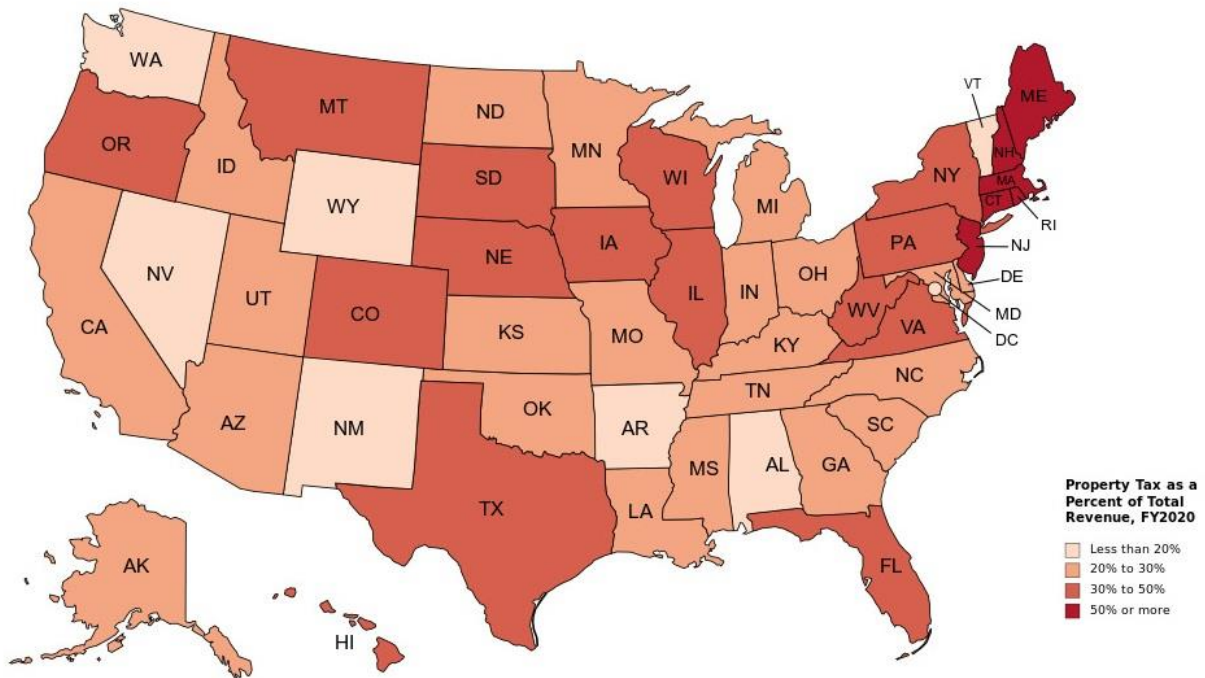 WA
VT
ME
MT
ND
OR
MN
ID
NH
SD
WI
NY
MA
WY
MI
CT
RI
IA
PA
NE
NJ
NV
OH
DE
UT
IL
IN
CO
WV
MD
CA
VA
KS
MO
DC
KY
NC
TN
OK
AZ
NM
AR
SC
MS
AL
GA
Property Tax as a
Percent of Total
Revenue, FY2020
TX
LA
Less than 20%
AK
FL
20% to 30%
30% to 50%
50% or more
HI